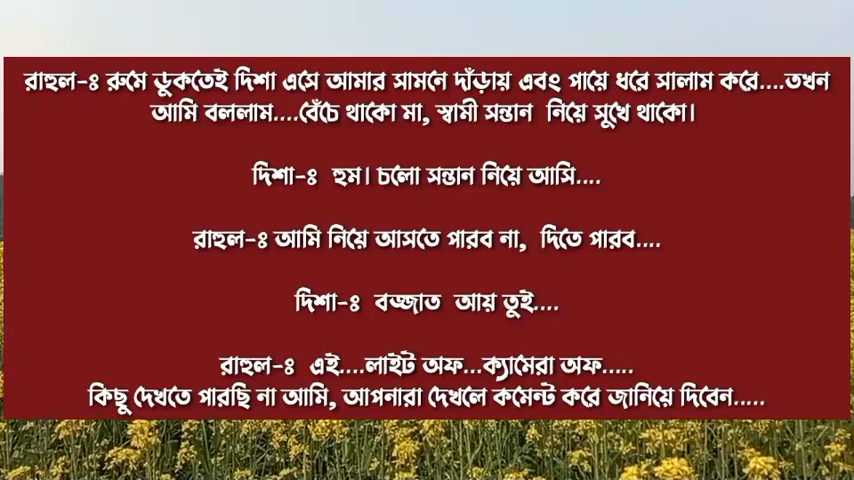 রাহুল-ঃ রুমে ঢুকতেই দিশা এসে আমার সামনে দাঁড়ায় এবং পায়ে ধরে সালাম করে....তখন
আমি বললাম....বেঁচে থাকো মা, স্বামী সন্তান নিয়ে সুখে থাকো।
দিশা-ঃ হুম। চলো সন্তান নিয়ে আসি....
রাহুল-ঃ আমি নিয়ে আসতে পারব না, দিতে পারব....
দিশা-ঃ বজ্জাত আয় তুই....
রাহুল-ঃ এই....লাইট অফ...ক্যামেরা অফ.....
কিছু দেখতে পারছি না আমি, আপনারা দেখলে কমেন্ট করে জানিয়ে দিবেন.....